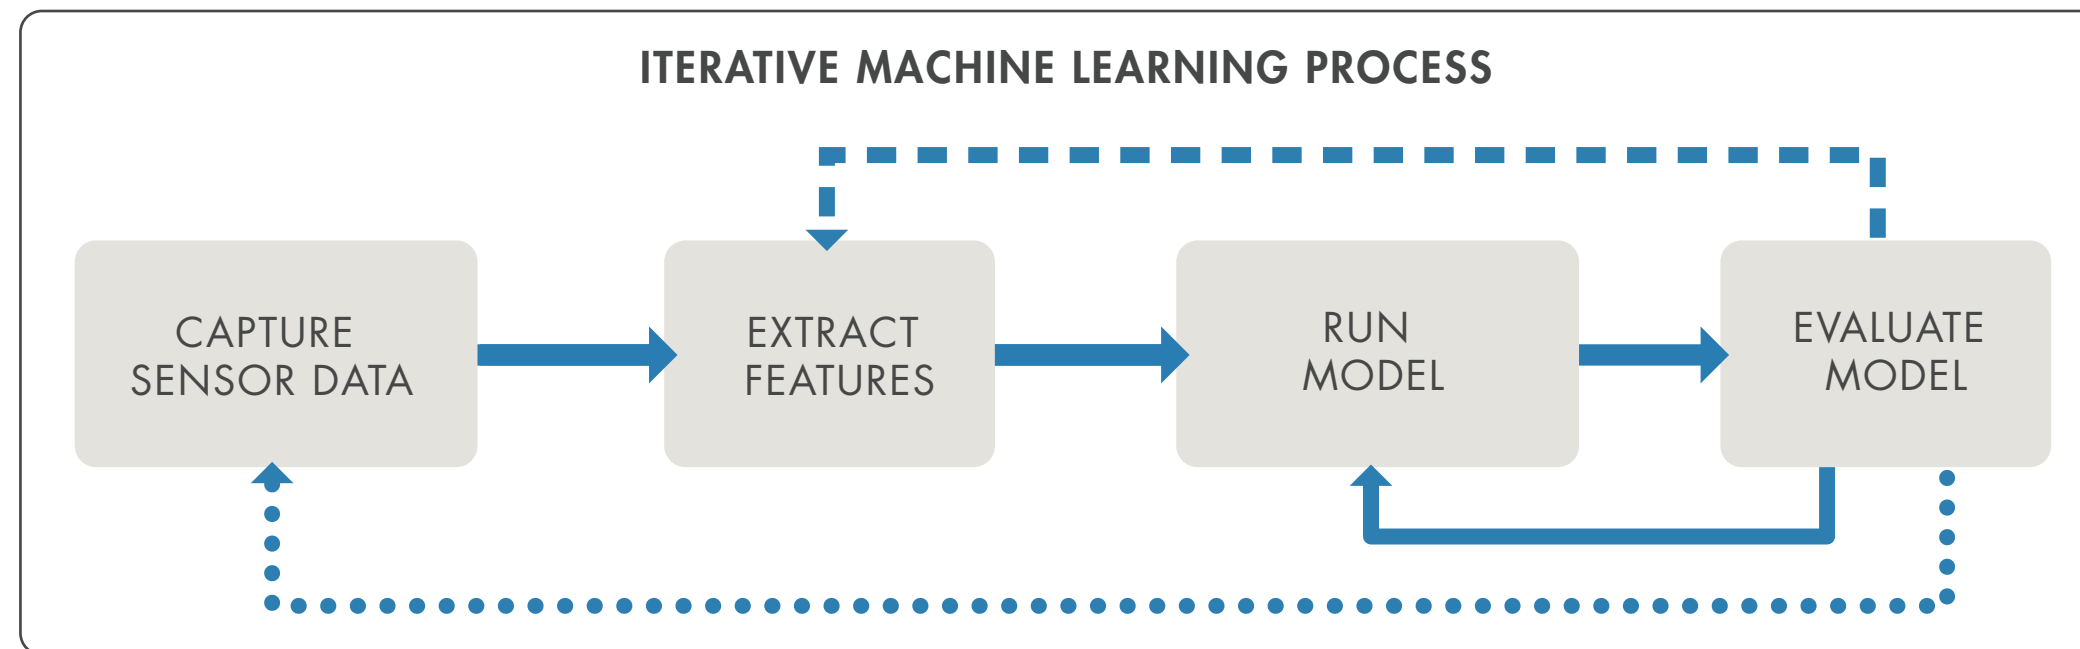 ITERATIVE MACHINE LEARNING PROCESS
CAPTURE
SENSOR DATA
EXTRACT
FEATURES
RUN
MODEL
EVALUATE
MODEL